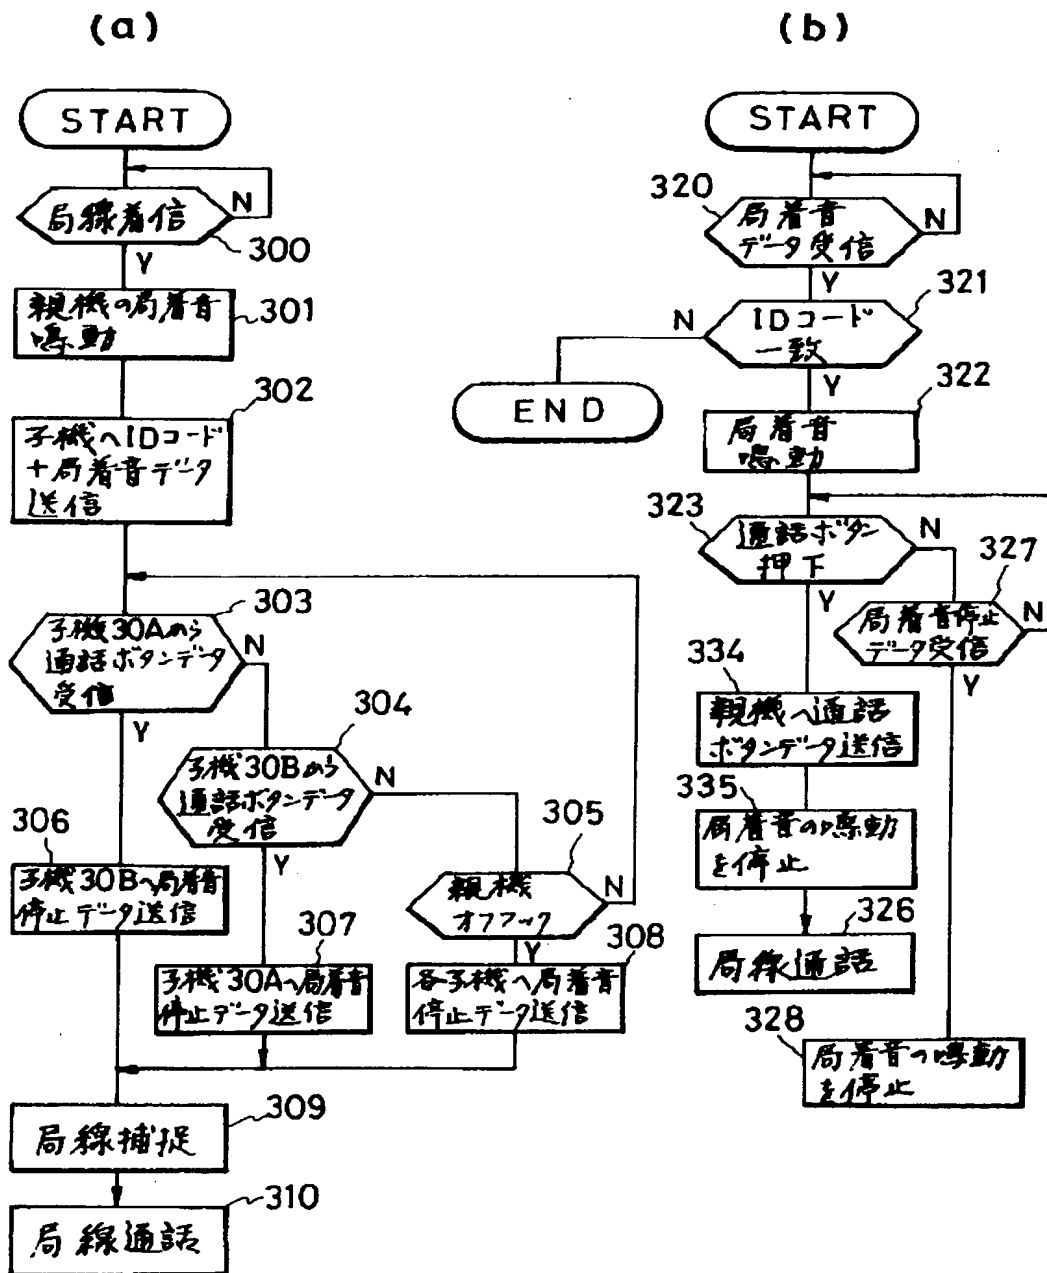 (a)
START
局線着信
N
300
Y
親機の局着音
鳴動
301
302
子機へIDコード
+局着音データ
送信
303
子機30Aから
通話ボタンデータ
受信
N
Y
304
子機30Bから
通話ボタンデータ
受信
N
Y
305
親機
オフフック
N
Y
306
子機30Bへ局着音
停止データ送信
307
子機30Aへ局着音
停止データ送信
308
各子機へ局着音
停止データ送信
309
局線捕捉
310
局線通話
(b)
START
320
局着音
データ受信
N
Y
321
IDコード
一致
N
Y
END
322
局着音
鳴動
323
通話ボタン
押下
N
Y
327
局着音停止
データ受信
N
Y
334
親機へ通話
ボタンデータ送信
335
局着音の鳴動
を停止
326
局線通話
328
局着音の鳴動
を停止